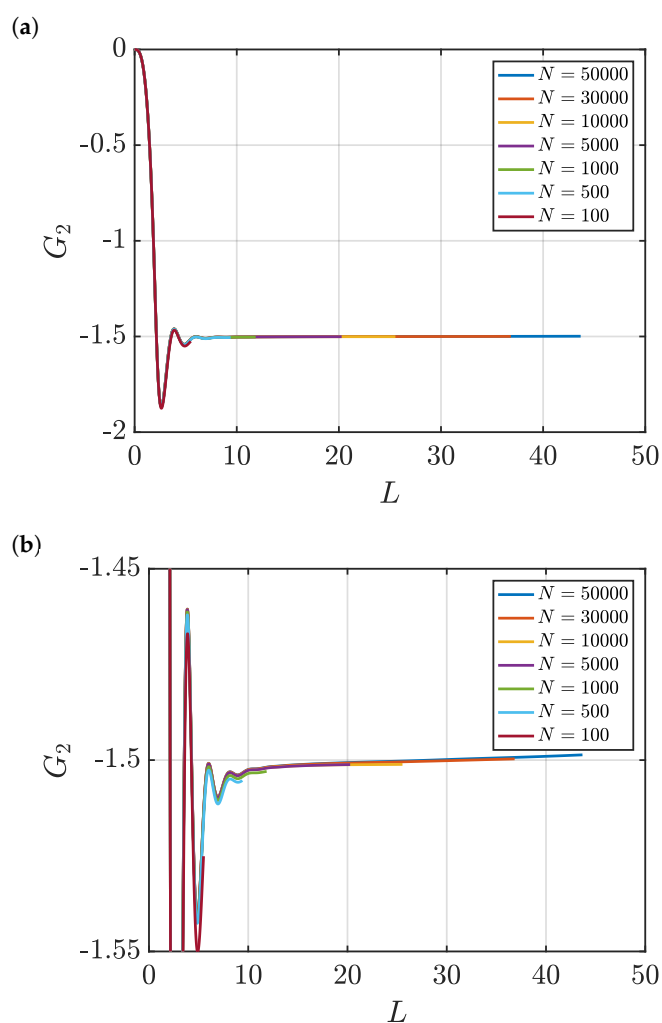 (a)
0
-0.5
-1
-1.5
-2
G₂
0 10 20 30 40 50
L
N = 50000
N = 30000
N = 10000
N = 5000
N = 1000
N = 500
N = 100
(b)
-1.45
-1.5
-1.55
G₂
0 10 20 30 40 50
L
N = 50000
N = 30000
N = 10000
N = 5000
N = 1000
N = 500
N = 100